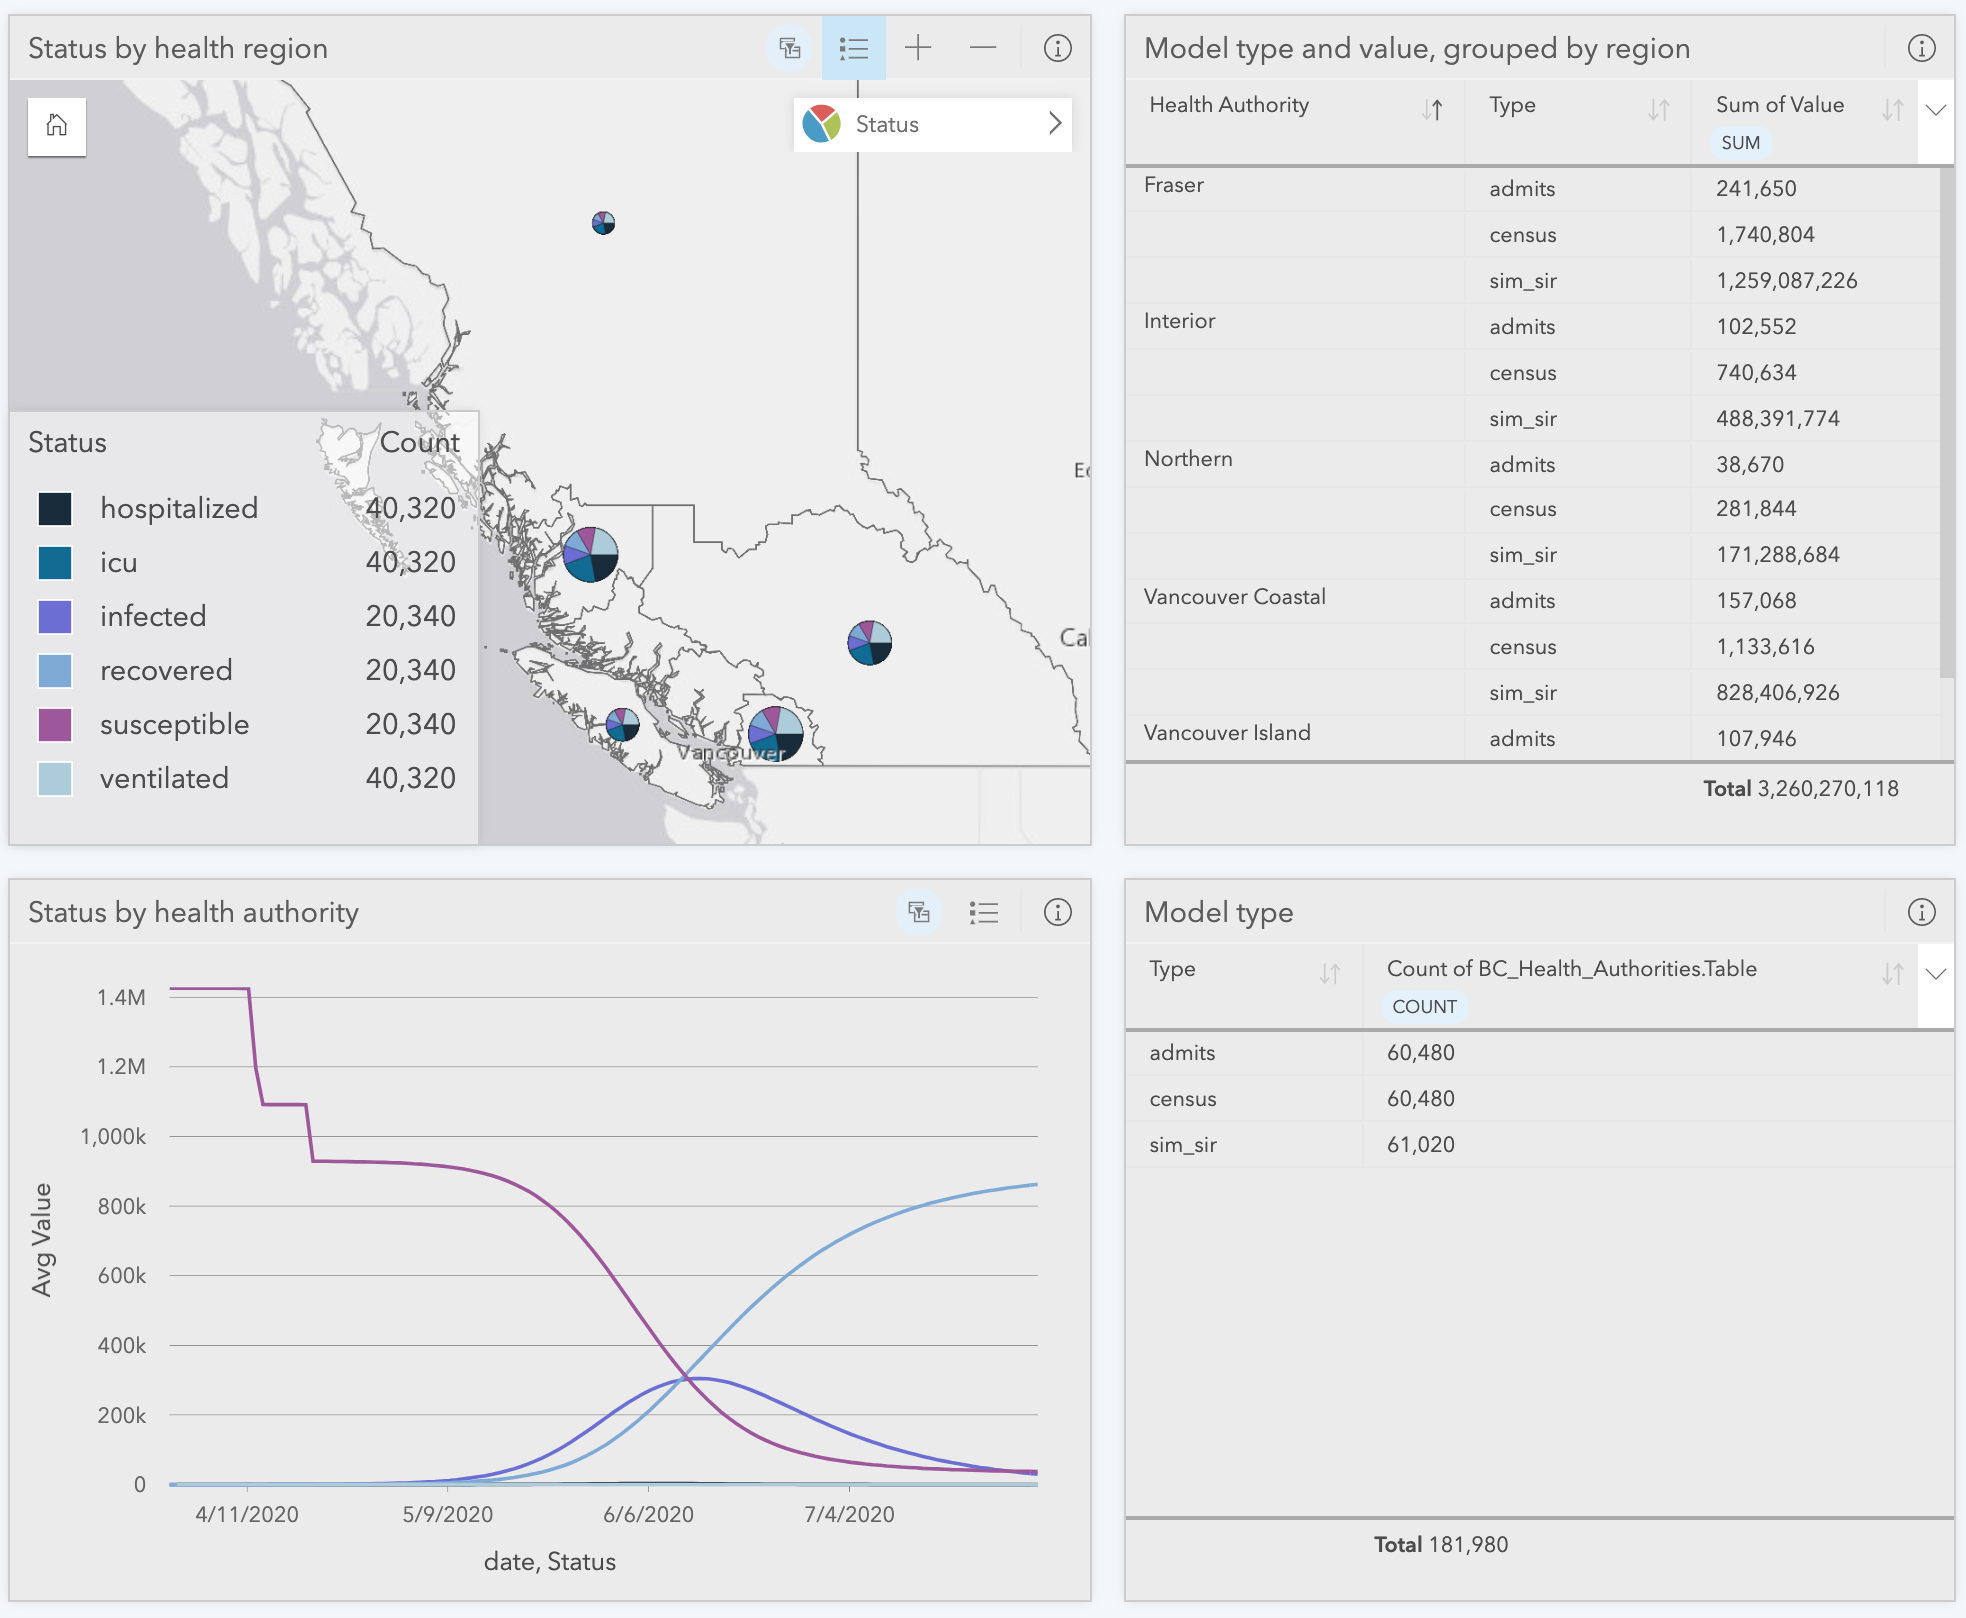 Status by health region
Status
Status Count
hospitalized 40,320
icu 40,320
infected 20,340
recovered 20,340
susceptible 20,340
ventilated 40,320
Vancouver
Model type and value, grouped by region
Health Authority Type Sum of Value
SUM
Fraser admits 241,650
census 1,740,804
sim_sir 1,259,087,226
Interior admits 102,552
census 740,634
sim_sir 488,391,774
Northern admits 38,670
census 281,844
sim_sir 171,288,684
Vancouver Coastal admits 157,068
census 1,133,616
sim_sir 828,406,926
Vancouver Island admits 107,946
Total 3,260,270,118
Status by health authority
1.4M
1.2M
1,000k
800k
600k
400k
200k
0
Avg Value
4/11/2020 5/9/2020 6/6/2020 7/4/2020
date, Status
Model type
Type Count of BC_Health_Authorities.Table
COUNT
admits 60,480
census 60,480
sim_sir 61,020
Total 181,980